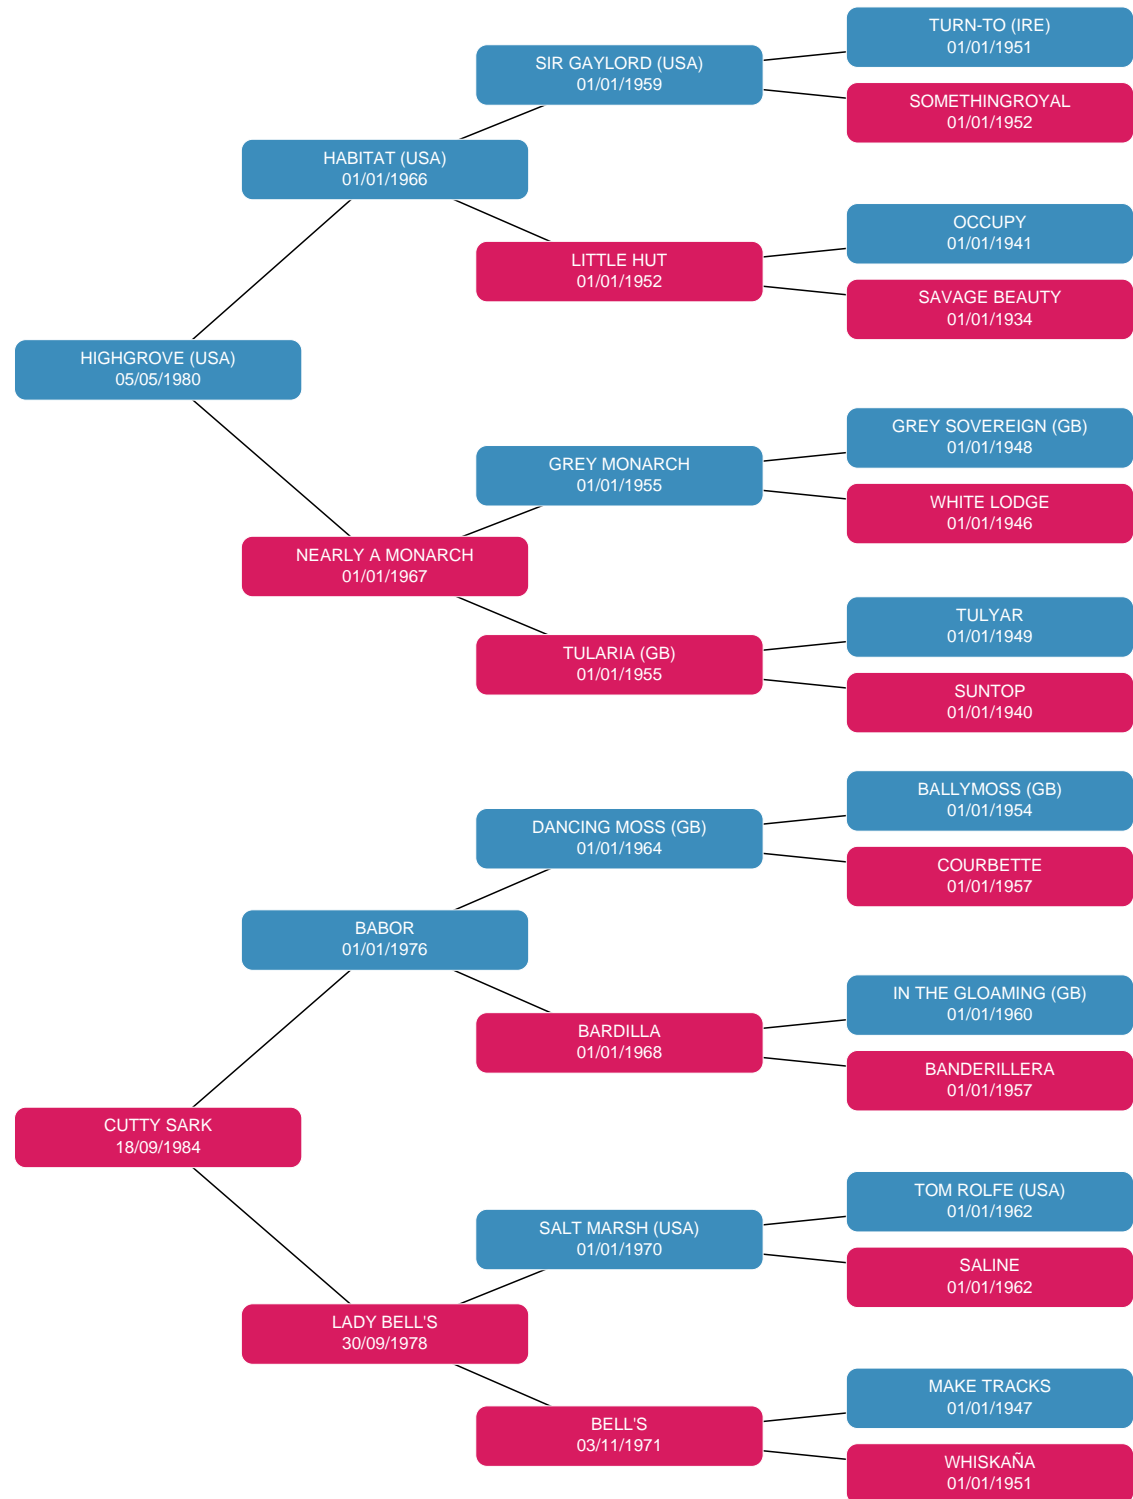 TURN-TO (IRE)
01/01/1951
SIR GAYLORD (USA)
01/01/1959
SOMETHINGROYAL
01/01/1952
HABITAT (USA)
01/01/1966
OCCUPY
01/01/1941
LITTLE HUT
01/01/1952
SAVAGE BEAUTY
01/01/1934
HIGHGROVE (USA)
05/05/1980
GREY SOVEREIGN (GB)
01/01/1948
GREY MONARCH
01/01/1955
WHITE LODGE
01/01/1946
NEARLY A MONARCH
01/01/1967
TULYAR
01/01/1949
TULARIA (GB)
01/01/1955
SUNTOP
01/01/1940
BALLYMOSS (GB)
01/01/1954
DANCING MOSS (GB)
01/01/1964
COURBETTE
01/01/1957
BABOR
01/01/1976
IN THE GLOAMING (GB)
01/01/1960
BARDILLA
01/01/1968
BANDERILLERA
01/01/1957
CUTTY SARK
18/09/1984
TOM ROLFE (USA)
01/01/1962
SALT MARSH (USA)
01/01/1970
SALINE
01/01/1962
LADY BELL'S
30/09/1978
MAKE TRACKS
01/01/1947
BELL'S
03/11/1971
WHISKAÑA
01/01/1951